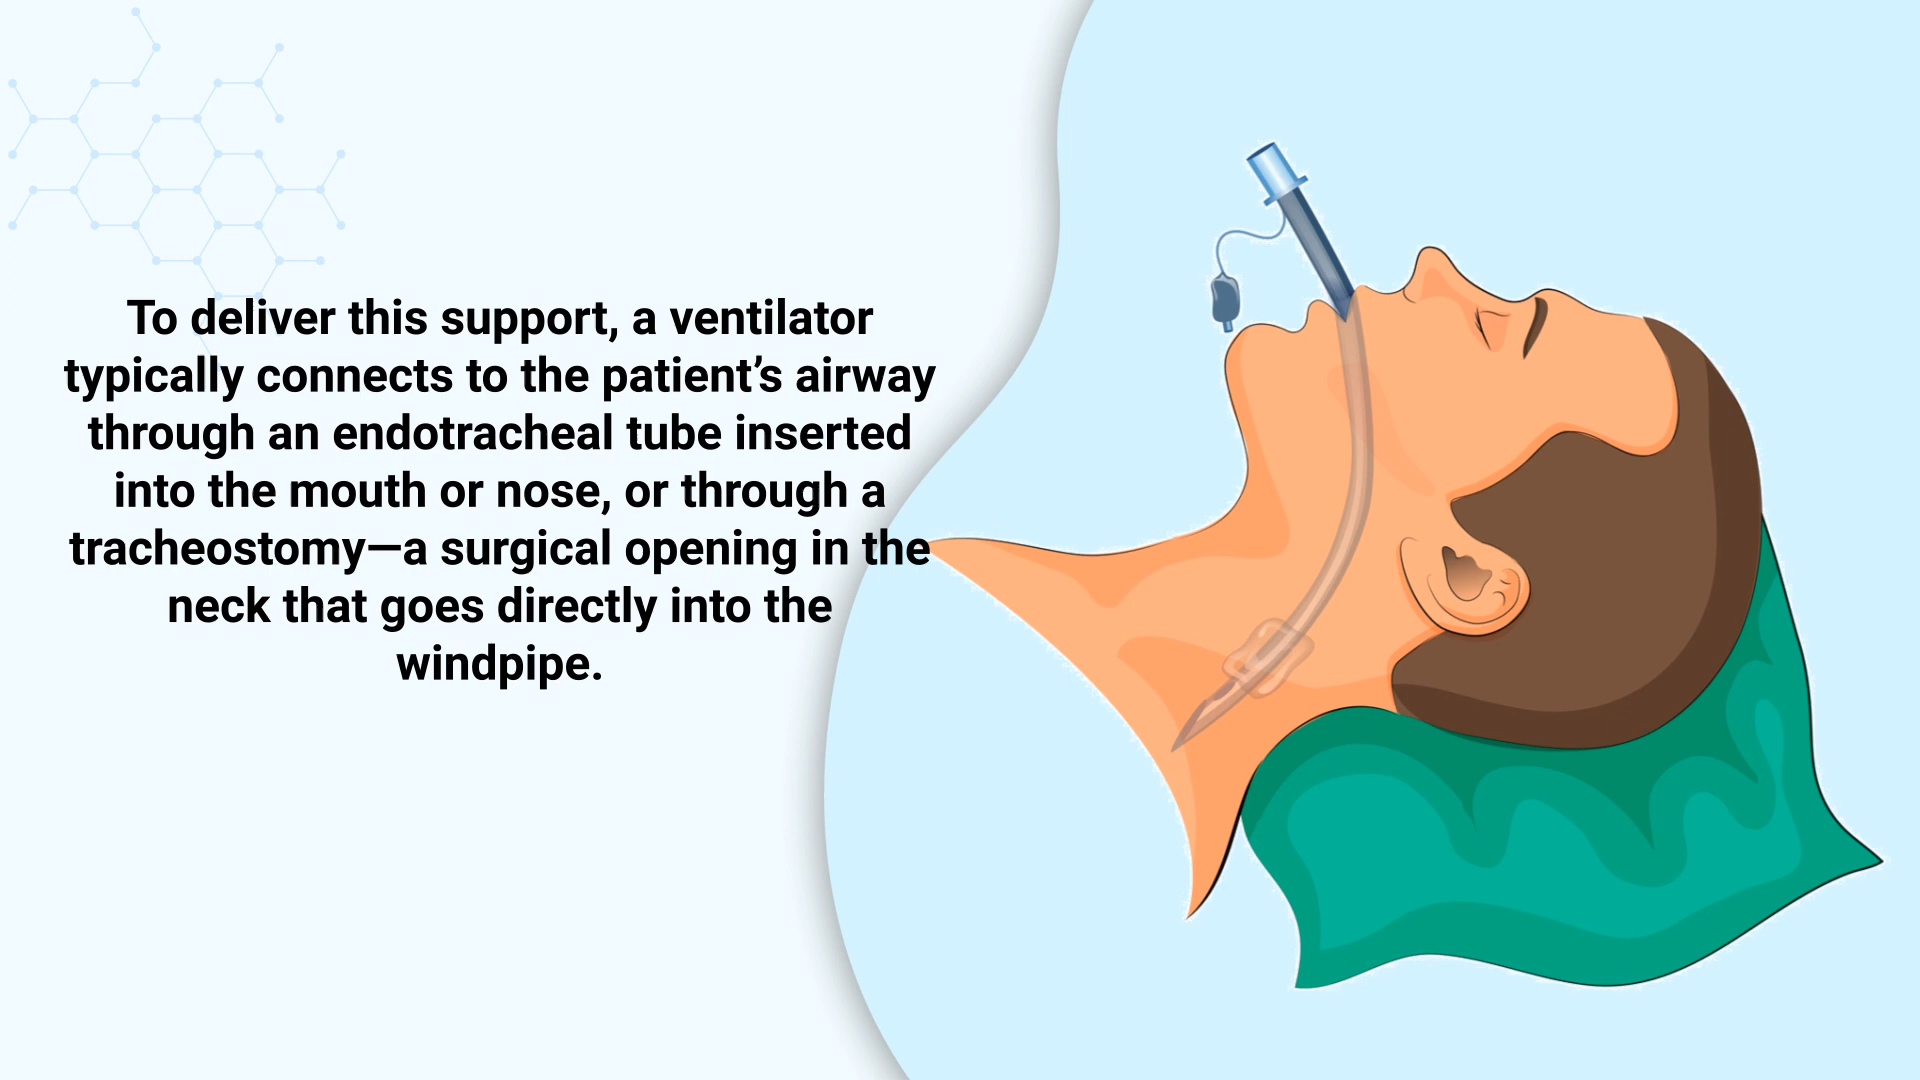 To deliver this support, a ventilator
typically connects to the patient’s airway
through an endotracheal tube inserted
into the mouth or nose, or through a
tracheostomy—a surgical opening in the
neck that goes directly into the
windpipe.